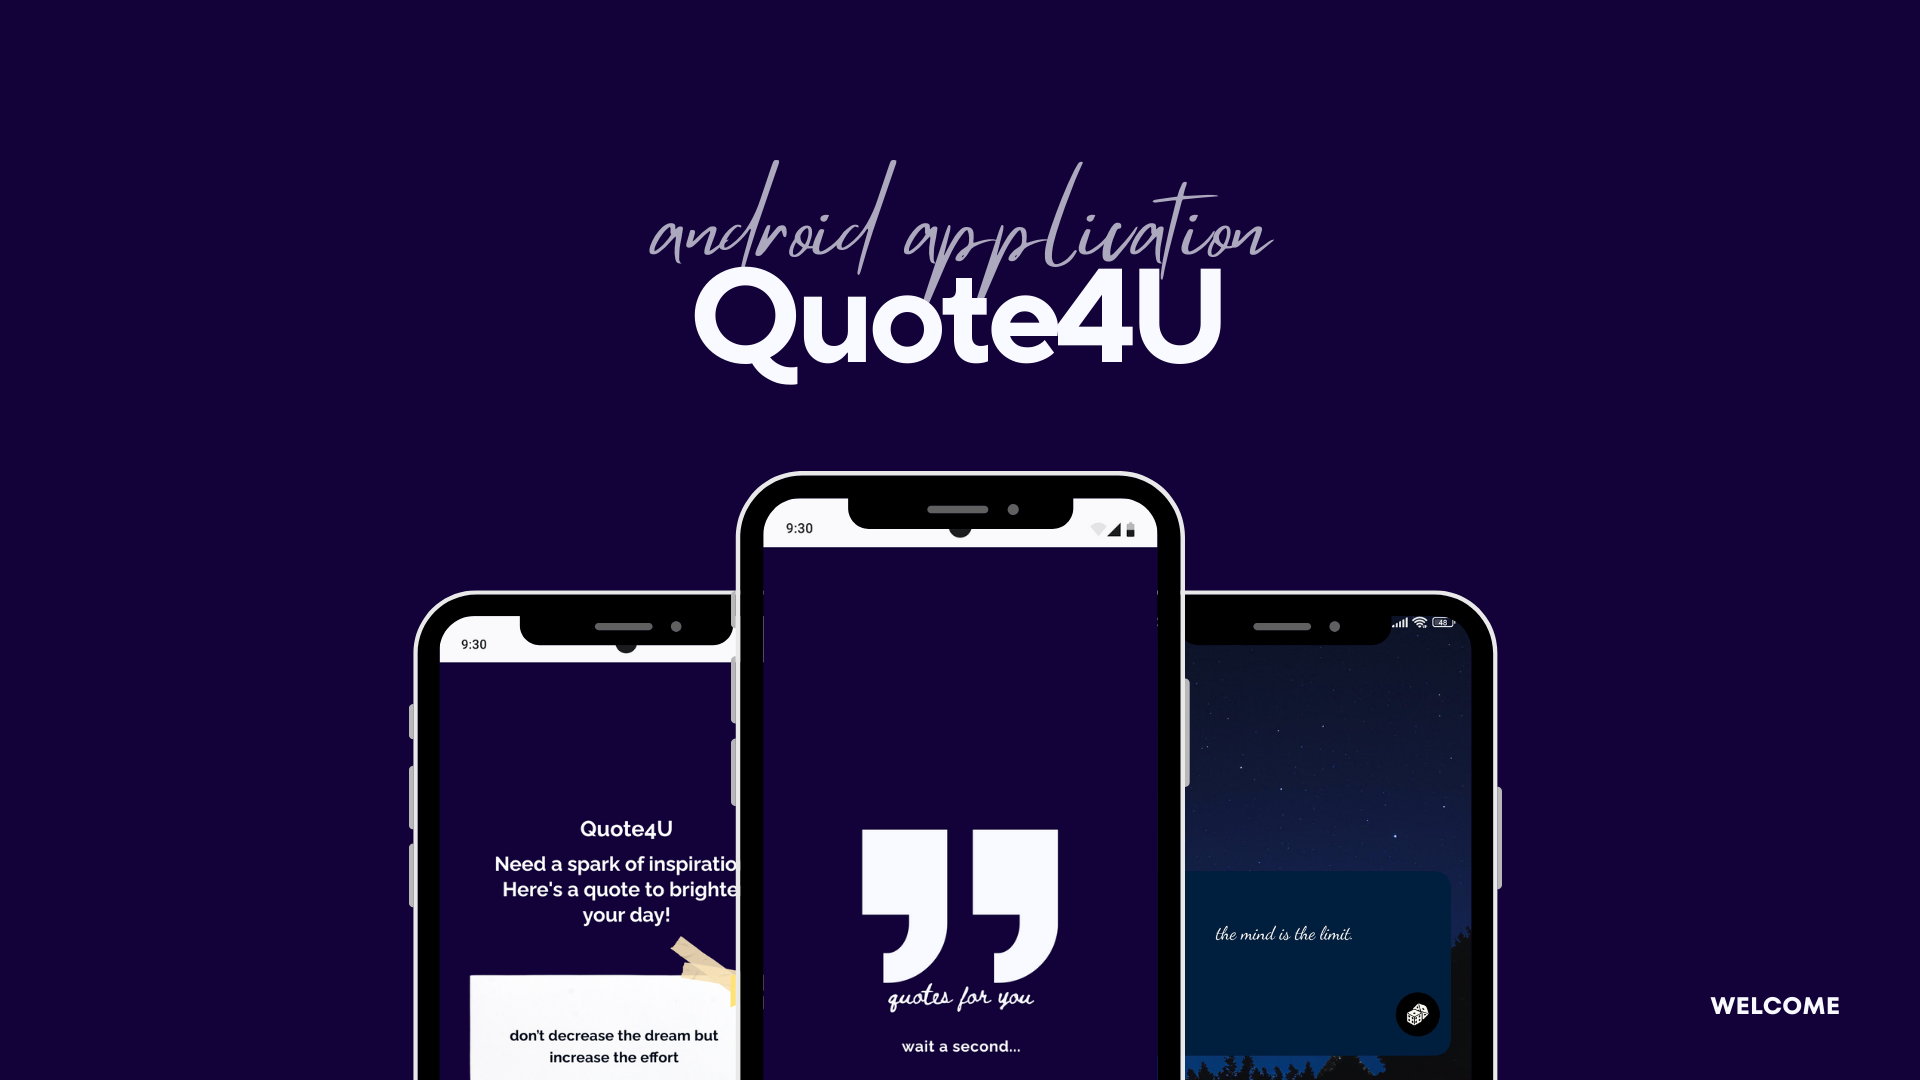 android application
Quote4U
9:30
Quote4U
Need a spark of inspiratio
Here's a quote to brighte
your day!
don't decrease the dream but
increase the effort
9:30
quotes for you
wait a second...
48
the mind is the limit.
WELCOME